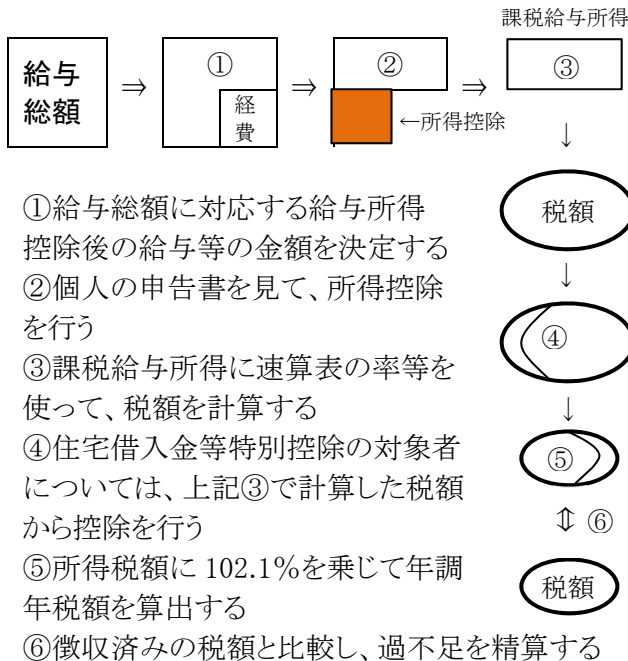 課税給与所得
給与
総額
⇒
①
経
費
⇒
②
←所得控除
⇒
③
↓
税額
↓
④
↓
⑤
⇕ ⑥
税額
①給与総額に対応する給与所得
控除後の給与等の金額を決定する
②個人の申告書を見て、所得控除
を行う
③課税給与所得に速算表の率等を
使って、税額を計算する
④住宅借入金等特別控除の対象者
については、上記③で計算した税額
から控除を行う
⑤所得税額に 102.1%を乗じて年調
年税額を算出する
⑥徴収済みの税額と比較し、過不足を精算する